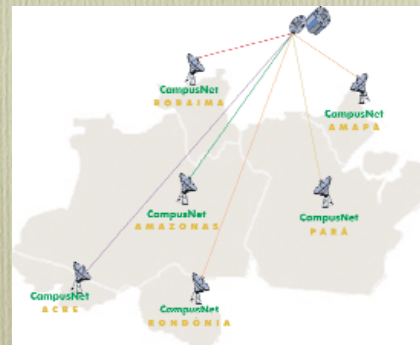 CampusNet
RORAIMA
CampusNet
AMAPÁ
CampusNet
AMAZONAS
CampusNet
PARÁ
CampusNet
ACRE
CampusNet
RONDÔNIA